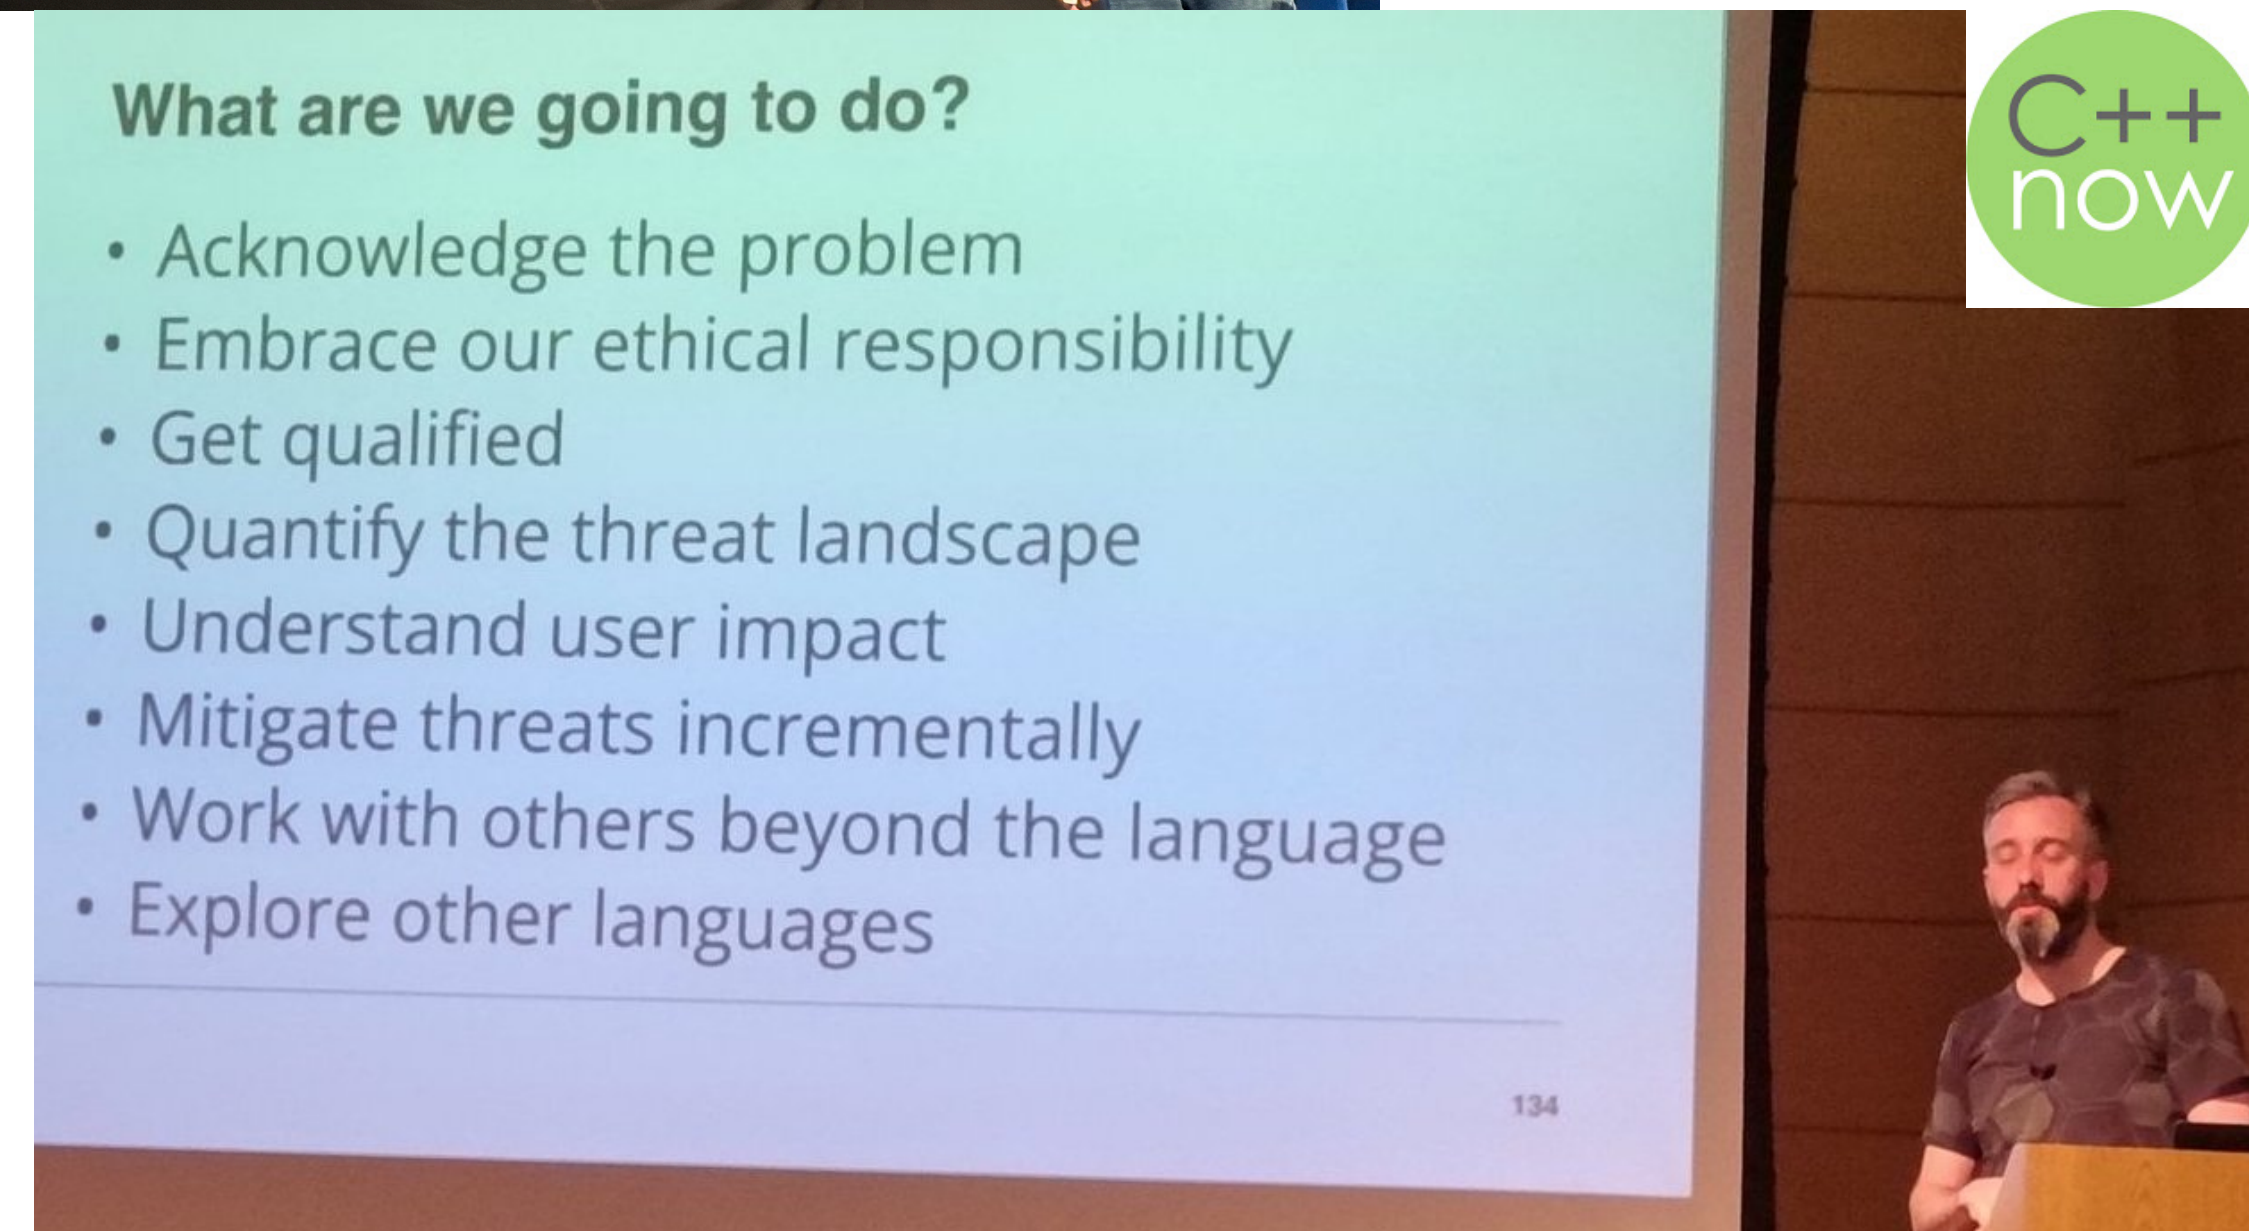 What are we going to do?
• Acknowledge the problem
• Embrace our ethical responsibility
• Get qualified
• Quantify the threat landscape
• Understand user impact
• Mitigate threats incrementally
• Work with others beyond the language
• Explore other languages
134
C++
now